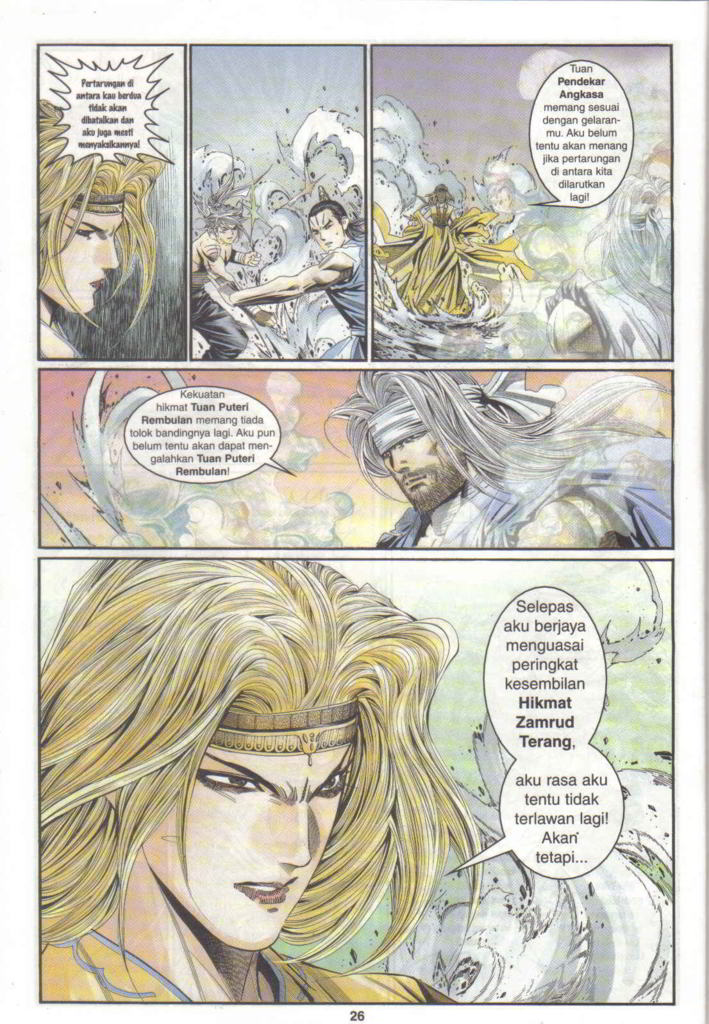 Pertarungan di
antara kau berdua
tidak akan
dibatalkan dan
aku juga mesti
menyaksikannya!
Tuan
Pendekar
Angkasa
memang sesuai
dengan gelaran-
mu. Aku belum
tentu akan menang
jika pertarungan
di antara kita
dilarutkan
lagi!
Kekuatan
hikmat Tuan Puteri
Rembulan memang tiada
tolok bandingnya lagi. Aku pun
belum tentu akan dapat men-
galahkan Tuan Puteri
Rembulan!
Selepas
aku berjaya
menguasai
peringkat
kesembilan
Hikmat
Zamrud
Terang,
aku rasa aku
tentu tidak
terlawan lagi!
Akan
tetapi...
26